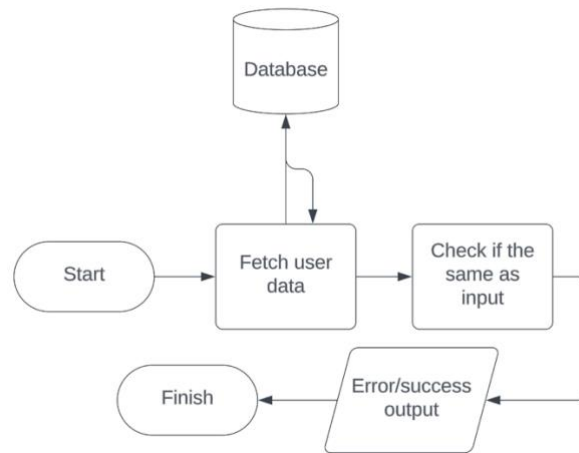 Database
Start
Fetch user
data
Check if the
same as
input
Error/success
output
Finish